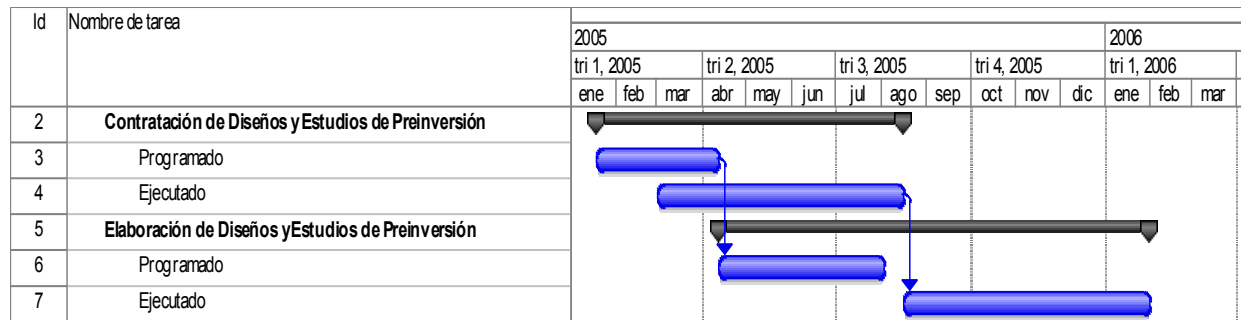 Id Nombre de tarea
2005 2006
tri 1, 2005 tri 2, 2005 tri 3, 2005 tri 4, 2005 tri 1, 2006
ene feb mar abr may jun jul ago sep oct nov dic ene feb mar
2 Contratación de Diseños y Estudios de Preinversión
3 Programado
4 Ejecutado
5 Elaboración de Diseños y Estudios de Preinversión
6 Programado
7 Ejecutado